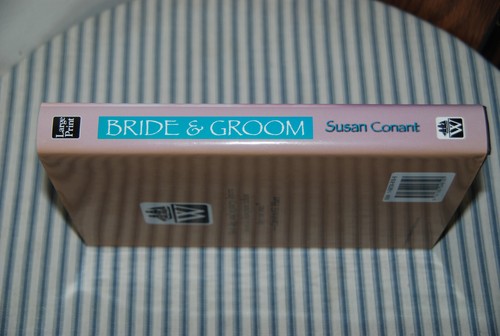 Large
Print
BRIDE & GROOM
Susan Conant
W
W